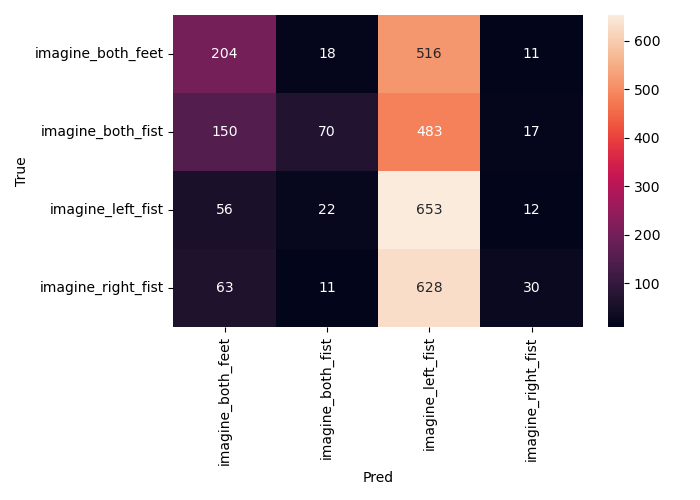 imagine_both_feet 204 18 516 11
imagine_both_fist 150 70 483 17
imagine_left_fist 56 22 653 12
imagine_right_fist 63 11 628 30
True
imagine_both_feet
imagine_both_fist
imagine_left_fist
imagine_right_fist
Pred
600
500
400
300
200
100